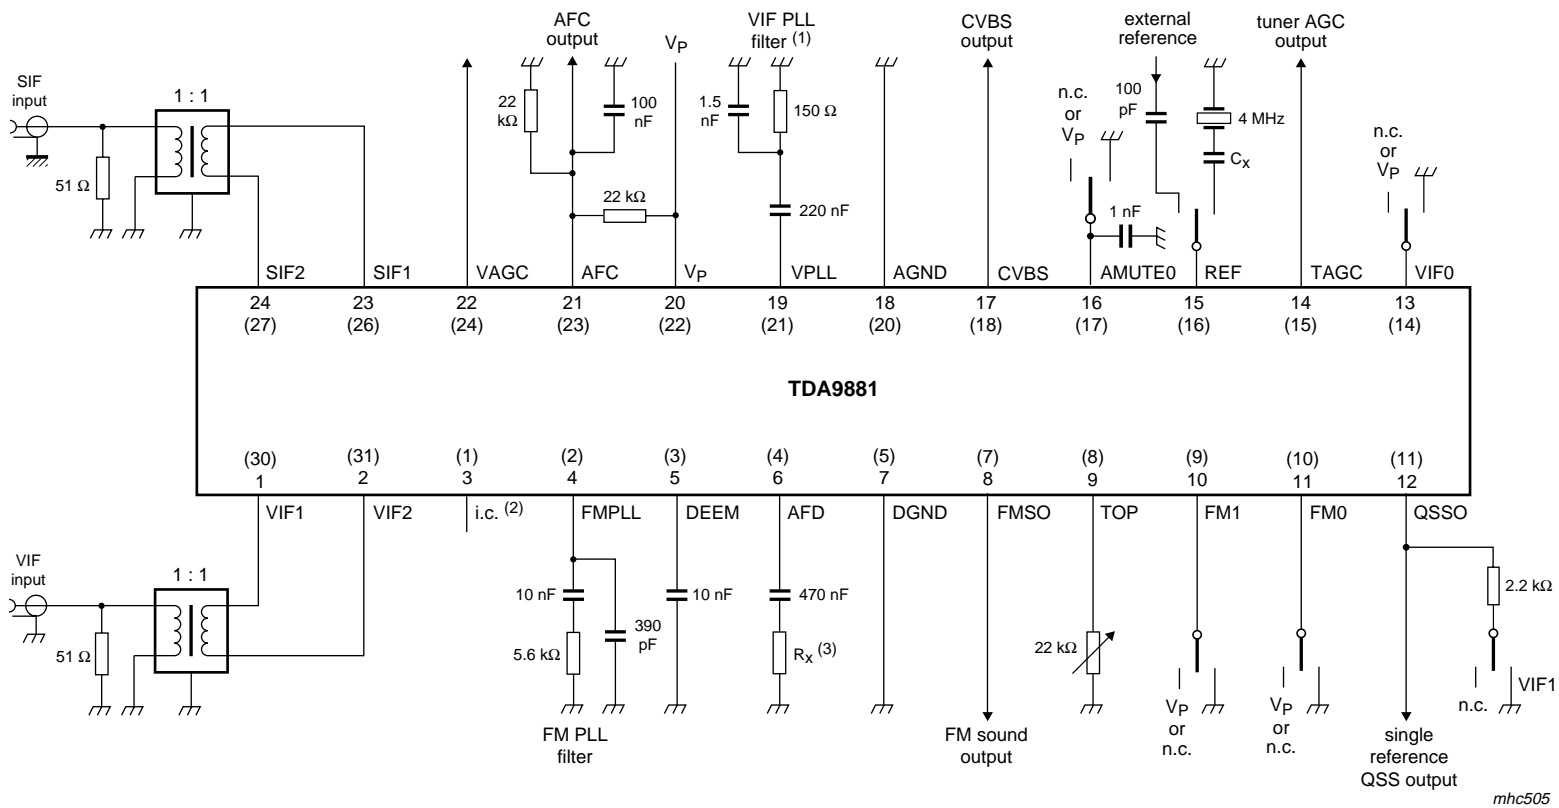 AFC
output
VIF PLL
filter (1)
CVBS
output
external
reference
tuner AGC
output
SIF
input
1 : 1
VP
22
kΩ
100
nF
1.5
nF
150 Ω
n.c.
or
VP
100
pF
4 MHz
CX
n.c.
or
VP
51 Ω
22 kΩ
220 nF
1 nF
SIF2
SIF1
VAGC
AFC
VP
VPLL
AGND
CVBS
AMUTE0
REF
TAGC
VIF0
24 23 22 21 20 19 18 17 16 15 14 13
(27) (26) (24) (23) (22) (21) (20) (18) (17) (16) (15) (14)
TDA9881
(30) (31) (1) (2) (3) (4) (5) (7) (8) (9) (10) (11)
1 2 3 4 5 6 7 8 9 10 11 12
VIF1
VIF2
i.c. (2)
FMPLL
DEEM
AFD
DGND
FMSO
TOP
FM1
FM0
QSSO
VIF
input
1 : 1
51 Ω
10 nF
390
pF
5.6 kΩ
10 nF
470 nF
RX (3)
22 kΩ
2.2 kΩ
VP
or
n.c.
VP
or
n.c.
n.c.
VIF1
FM PLL
filter
FM sound
output
single
reference
QSS output
mhc505